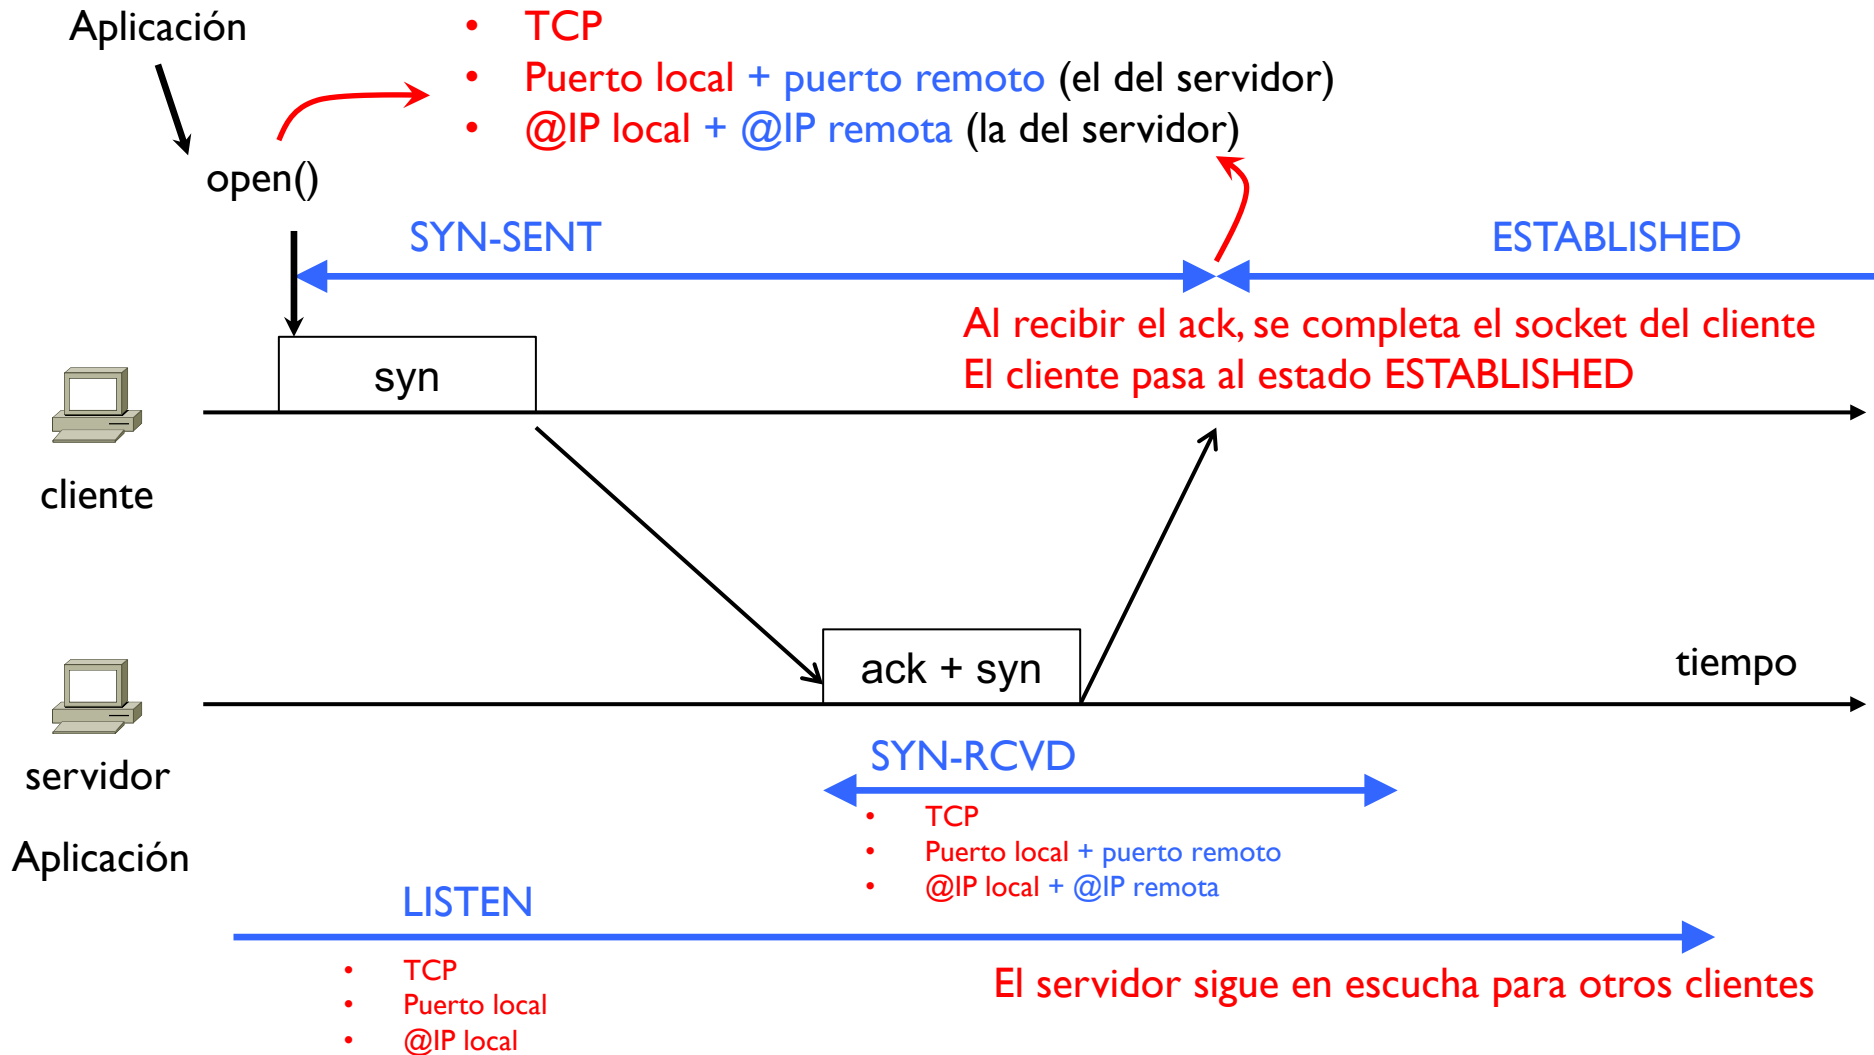 Aplicación
• TCP
• Puerto local + puerto remoto (el del servidor)
• @IP local + @IP remota (la del servidor)
open()
SYN-SENT
ESTABLISHED
Al recibir el ack, se completa el socket del cliente
El cliente pasa al estado ESTABLISHED
syn
cliente
ack + syn
tiempo
servidor
SYN-RCVD
• TCP
• Puerto local + puerto remoto
• @IP local + @IP remota
Aplicación
LISTEN
• TCP
• Puerto local
• @IP local
El servidor sigue en escucha para otros clientes